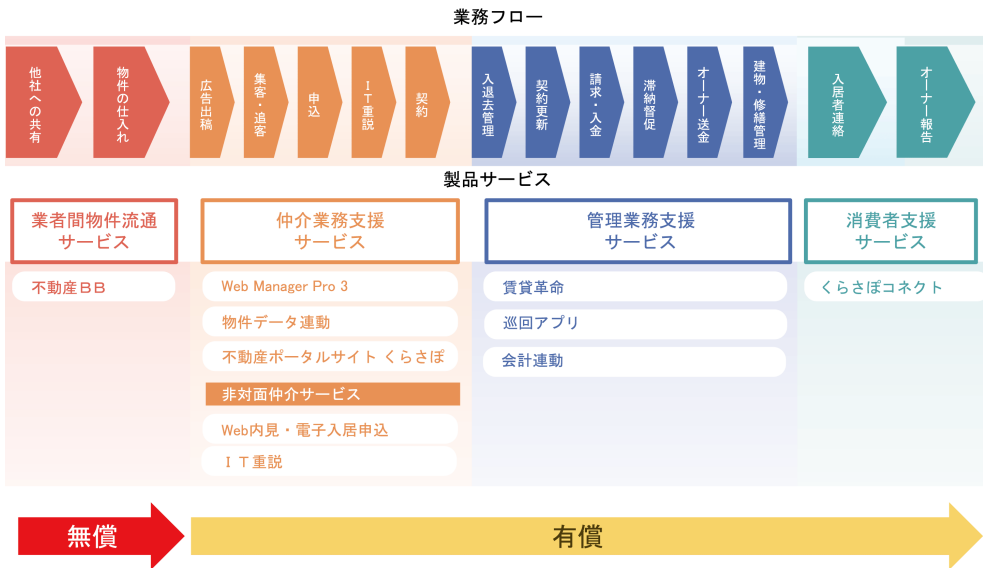 業務フロー
他社への共有
物件の仕入れ
広告出稿
集客・追客
申込
ＩＴ重説
契約
入退去管理
契約更新
請求・入金
滞納督促
オーナー送金
建物・修繕管理
入居者連絡
オーナー報告
製品サービス
業者間物件流通
サービス
仲介業務支援
サービス
管理業務支援
サービス
消費者支援
サービス
不動産ＢＢ
Web Manager Pro 3
物件データ連動
不動産ポータルサイト くらさぽ
非対面仲介サービス
Web内見・電子入居申込
ＩＴ重説
賃貸革命
巡回アプリ
会計連動
くらさぽコネクト
無償
有償